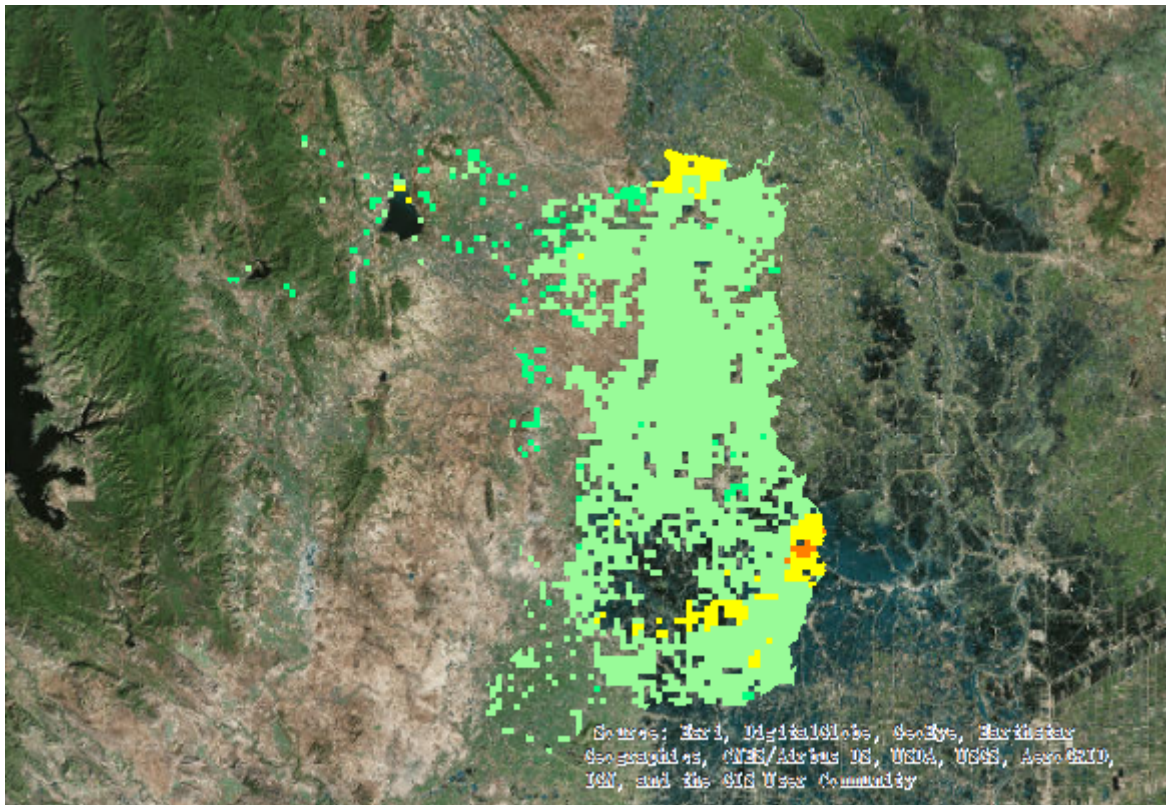 Source: Esri, DigitalGlobe, GeoEye, Earthstar
Geographics, CNES/Airbus DS, USDA, USGS, AeroGRID,
IGN, and the GIS User Community